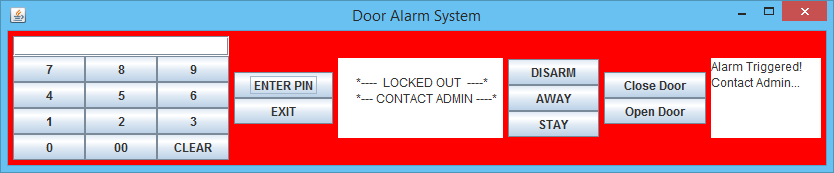 Door Alarm System
7 8 9
4 5 6
1 2 3
0 00 CLEAR
ENTER PIN
EXIT
*---- LOCKED OUT ----*
*--- CONTACT ADMIN ----*
DISARM
AWAY
STAY
Close Door
Open Door
Alarm Triggered!
Contact Admin...